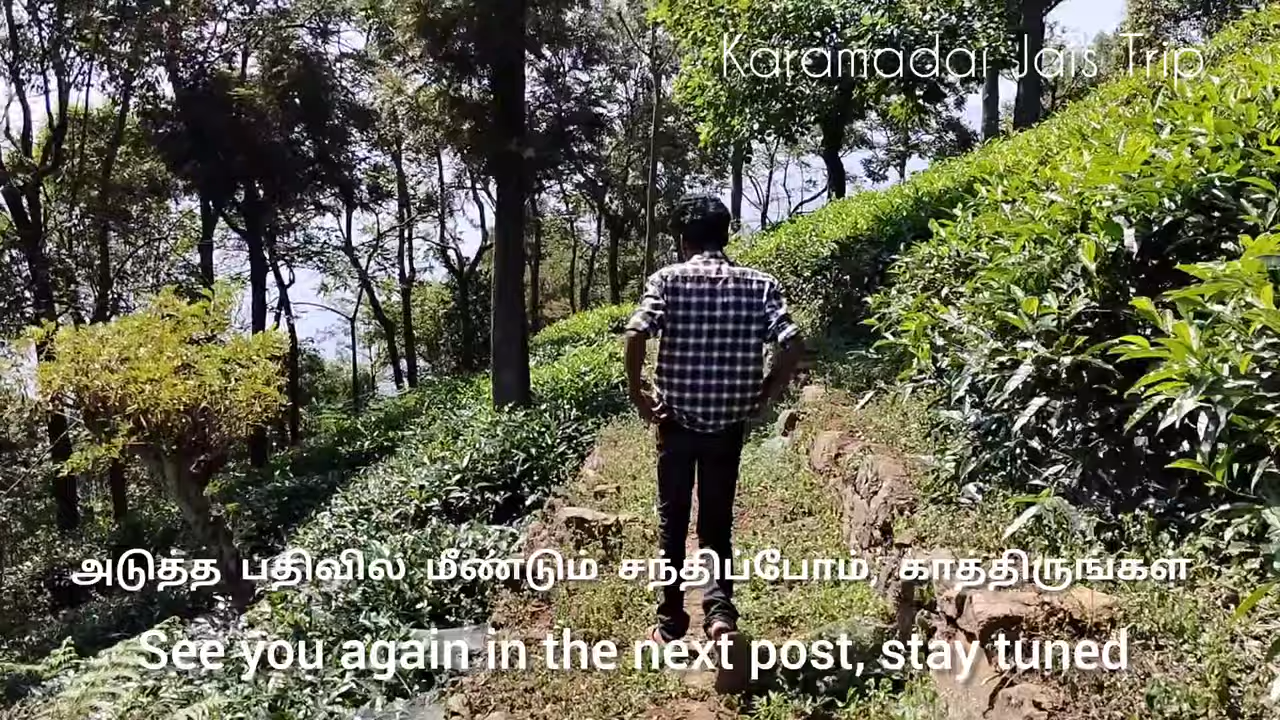 Karamadai Jais Trip
அடுத்த பதிவில் மீண்டும் சந்திப்போம், காத்திருங்கள்
See you again in the next post, stay tuned